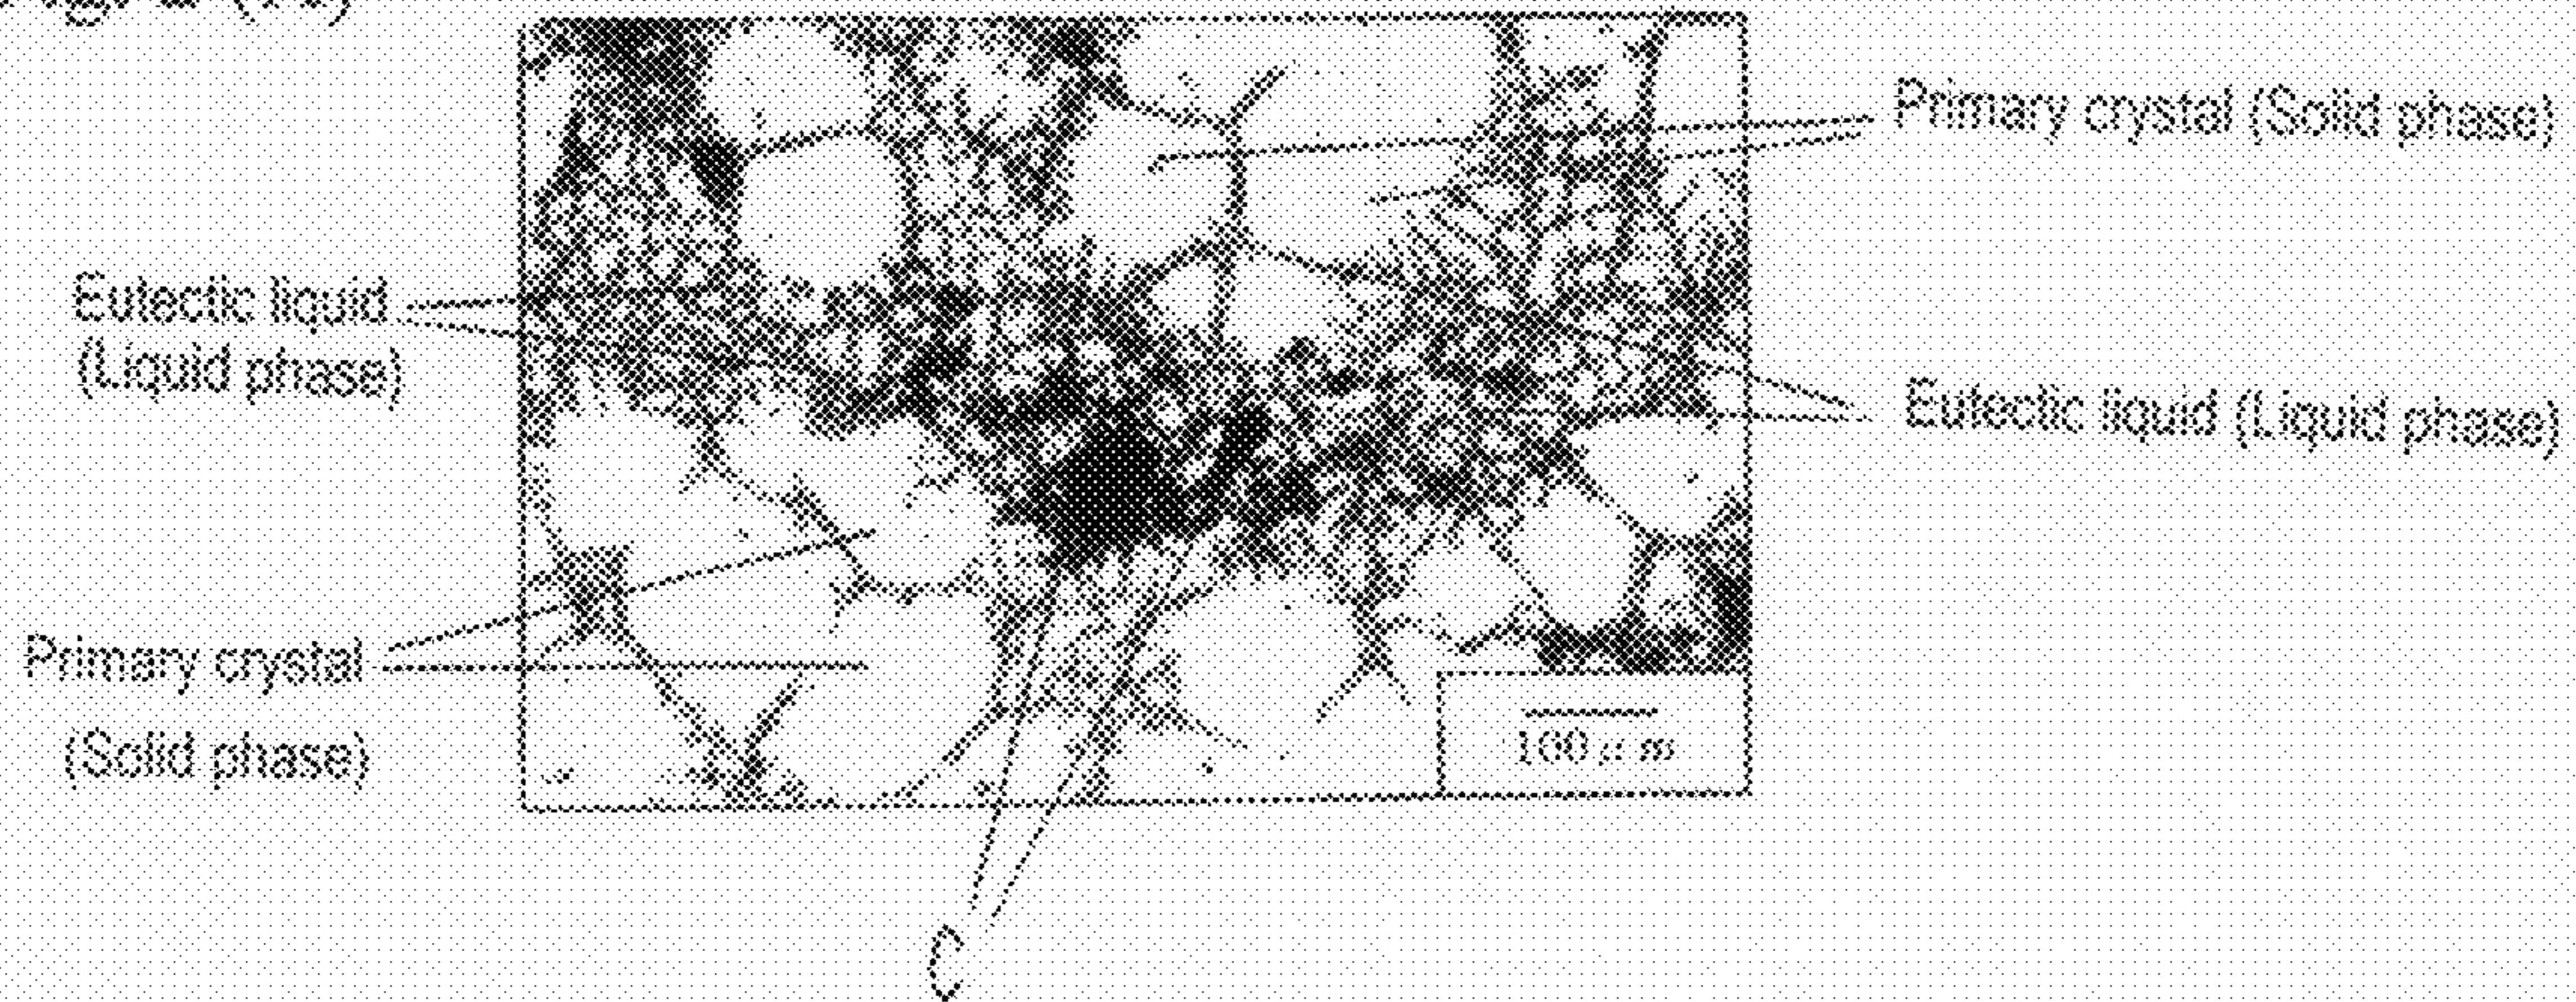 Primary crystal (Solid phase)
Eutectic liquid
(Liquid phase)
Eutectic liquid (Liquid phase)
Primary crystal
(Solid phase)
100 μm
C